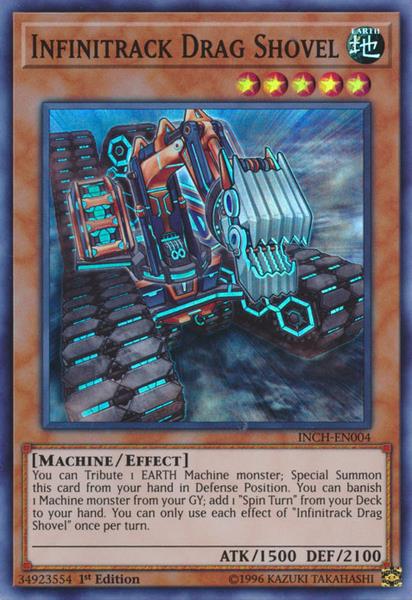 INFINITRACK DRAG SHOVEL
EARTH
地
INCH-EN004
[MACHINE/EFFECT]
You can Tribute 1 EARTH Machine monster; Special Summon
this card from your hand in Defense Position. You can banish
1 Machine monster from your GY; add 1 "Spin Turn" from your Deck
to your hand. You can only use each effect of "Infinitrack Drag
Shovel" once per turn.
ATK/1500 DEF/2100
34923554 1st Edition ©1996 KAZUKI TAKAHASHI